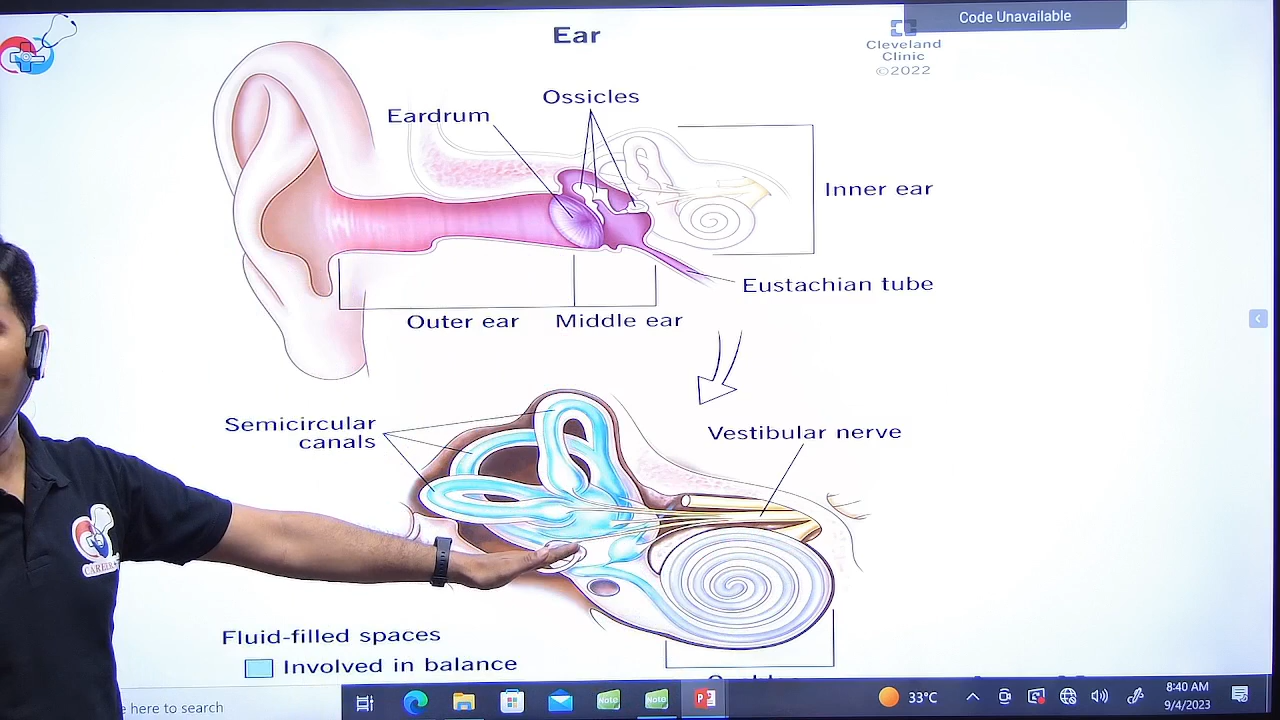 Code Unavailable
Ear
Cleveland
Clinic
©2022
Ossicles
Eardrum
Inner ear
Eustachian tube
Outer ear
Middle ear
Semicircular
canals
Vestibular nerve
Fluid-filled spaces
Involved in balance
here to search
33°C
8:40 AM
9/4/2023